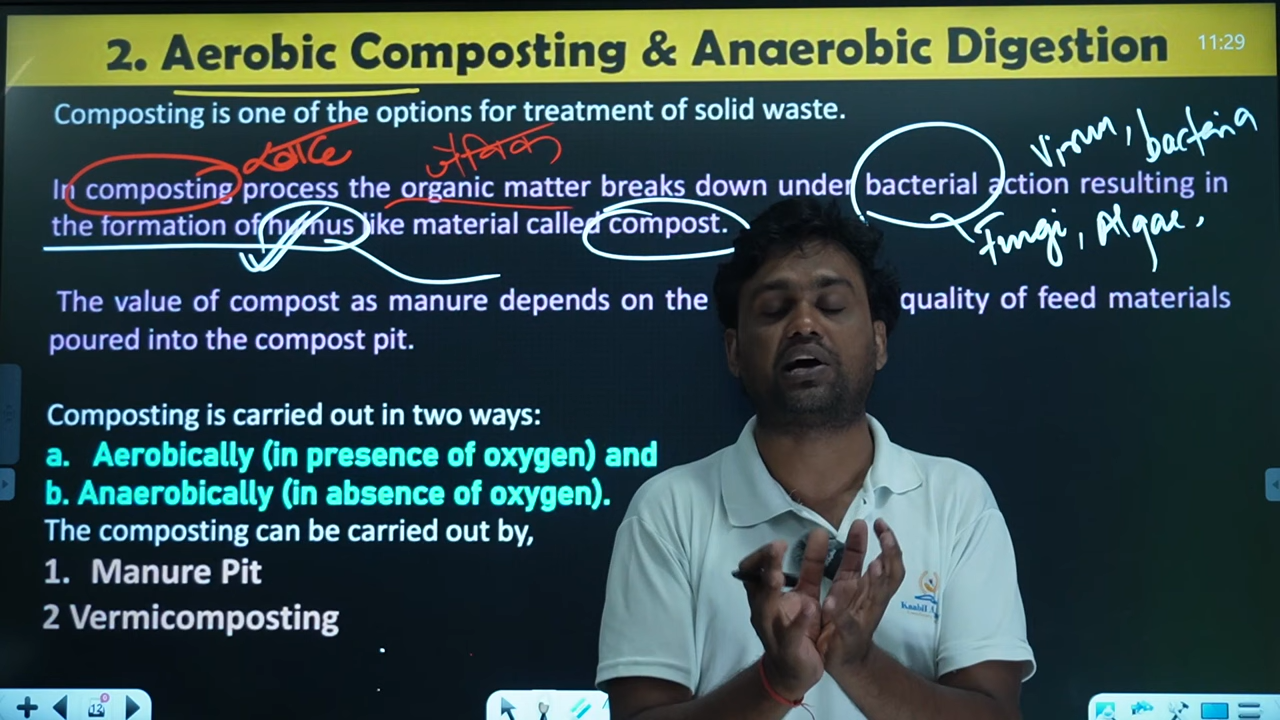 2. Aerobic Composting & Anaerobic Digestion
11:29
Composting is one of the options for treatment of solid waste.
Virus, bacteria
जैविक
In composting process the organic matter breaks down under bacterial action resulting in
the formation of humus like material called compost.
Fungi, Algae,
The value of compost as manure depends on the quality of feed materials
poured into the compost pit.
Composting is carried out in two ways:
a. Aerobically (in presence of oxygen) and
b. Anaerobically (in absence of oxygen).
The composting can be carried out by,
1. Manure Pit
2 Vermicomposting
12